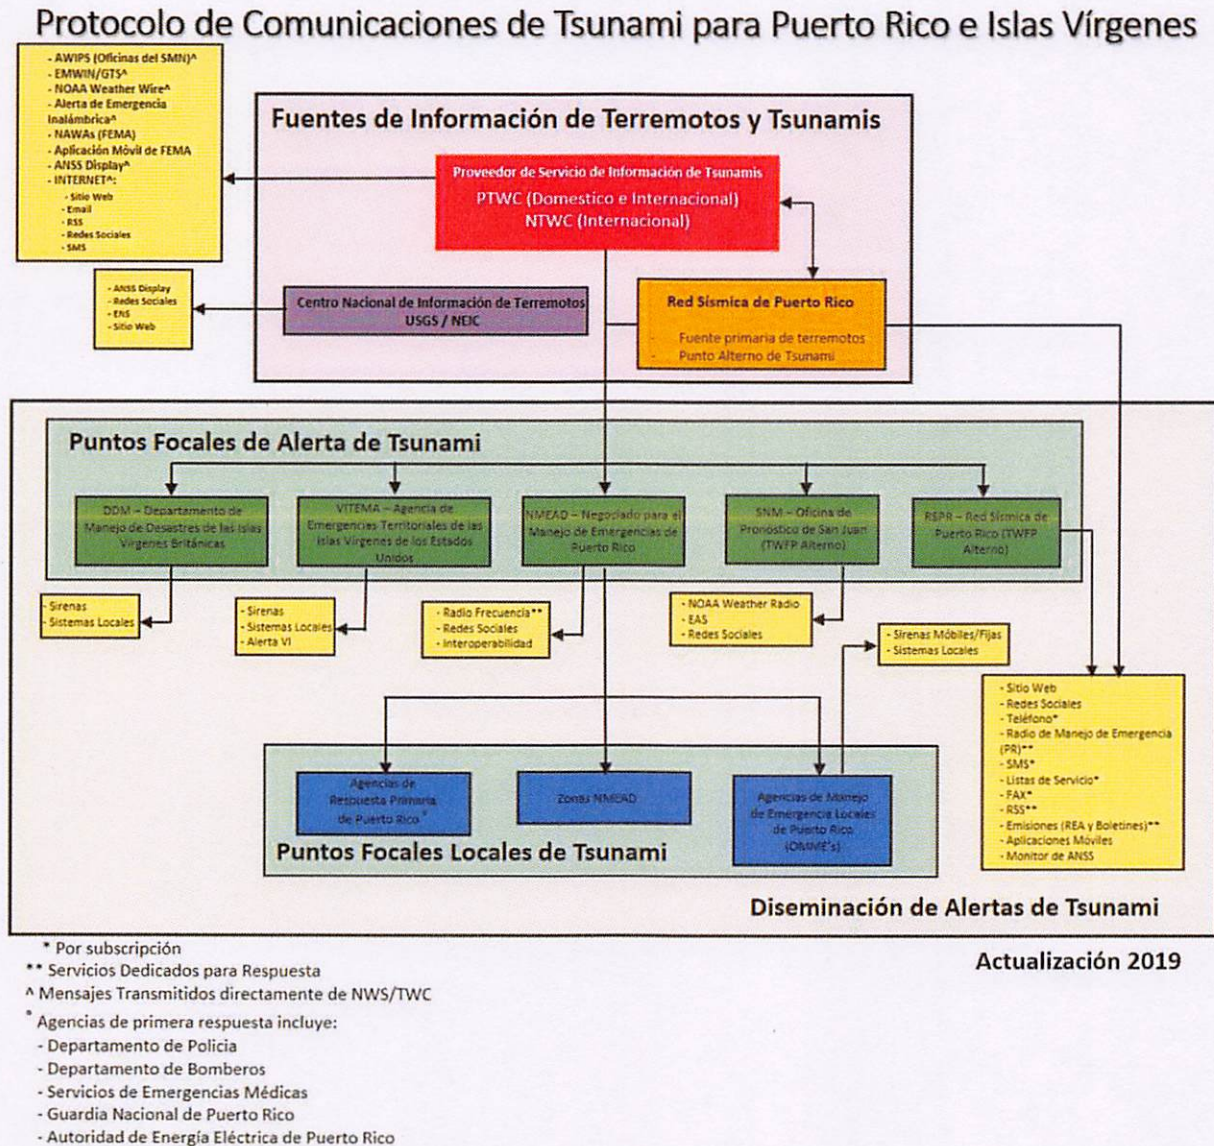 Protocolo de Comunicaciones de Tsunami para Puerto Rico e Islas Vírgenes
- AWIPS (Oficinas del SMN)^
- EMWIN/GTS^
- NOAA Weather Wire^
- Alerta de Emergencia
Inalámbrica^
- NAWAs (FEMA)
- Aplicación Móvil de FEMA
- ANSS Display^
- INTERNET^:
- Sitio Web
- Email
- RSS
- Redes Sociales
- SMS
Fuentes de Información de Terremotos y Tsunamis
Proveedor de Servicio de Información de Tsunamis
PTWC (Domestico e Internacional)
NTWC (Internacional)
- ANSS Display
- Redes Sociales
- ENS
- Sitio Web
Centro Nacional de Información de Terremotos
USGS / NEIC
Red Sísmica de Puerto Rico
- Fuente primaria de terremotos
- Punto Alterno de Tsunami
Puntos Focales de Alerta de Tsunami
DDM – Departamento de
Manejo de Desastres de las Islas
Vírgenes Británicas
VITEMA – Agencia de
Emergencias Territoriales de las
Islas Vírgenes de los Estados
Unidos
NMEAD – Negociado para el
Manejo de Emergencias de
Puerto Rico
SNM – Oficina de
Pronóstico de San Juan
(TWFP Alterno)
RSPR – Red Sísmica de
Puerto Rico (TWFP
Alterno)
- Sirenas
- Sistemas Locales
- Sirenas
- Sistemas Locales
- Alerta VI
- Radio Frecuencia**
- Redes Sociales
- Interoperabilidad
- NOAA Weather Radio
- EAS
- Redes Sociales
- Sirenas Móbiles/Fijas
- Sistemas Locales
- Sitio Web
- Redes Sociales
- Teléfono*
- Radio de Manejo de Emergencia
(PR)**
- SMS*
- Listas de Servicio*
- FAX*
- RSS**
- Emisiones (REA y Boletines)**
- Aplicaciones Móviles
- Monitor de ANSS
Agencias de
Respuesta Primaria
de Puerto Rico °
Zonas NMEAD
Agencias de Manejo
de Emergencia Locales
de Puerto Rico
(OMME's)
Puntos Focales Locales de Tsunami
Diseminación de Alertas de Tsunami
* Por subscripción
** Servicios Dedicados para Respuesta
^ Mensajes Transmitidos directamente de NWS/TWC
° Agencias de primera respuesta incluye:
- Departamento de Policia
- Departamento de Bomberos
- Servicios de Emergencias Médicas
- Guardia Nacional de Puerto Rico
- Autoridad de Energía Eléctrica de Puerto Rico
Actualización 2019